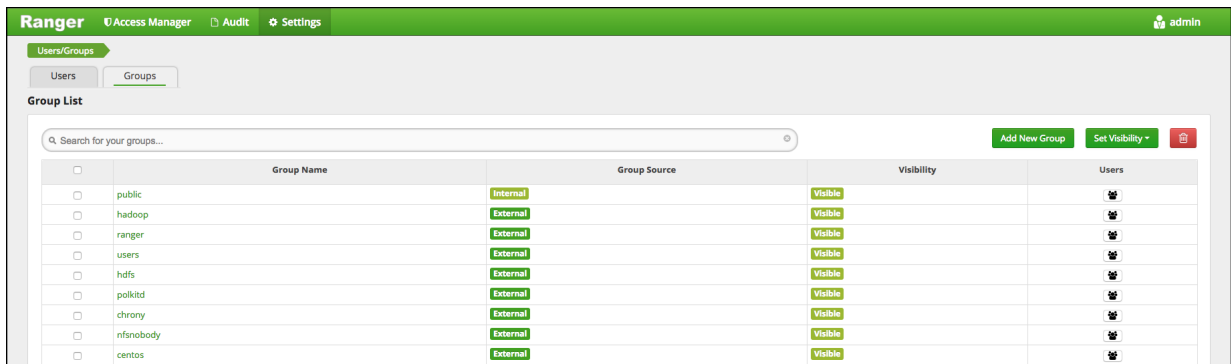 Ranger Access Manager Audit Settings admin
Users/Groups
Users Groups
Group List
Search for your groups... Add New Group Set Visibility
Group Name Group Source Visibility Users
public Internal Visible
hadoop External Visible
ranger External Visible
users External Visible
hdfs External Visible
polkitd External Visible
chrony External Visible
nfsnobody External Visible
centos External Visible